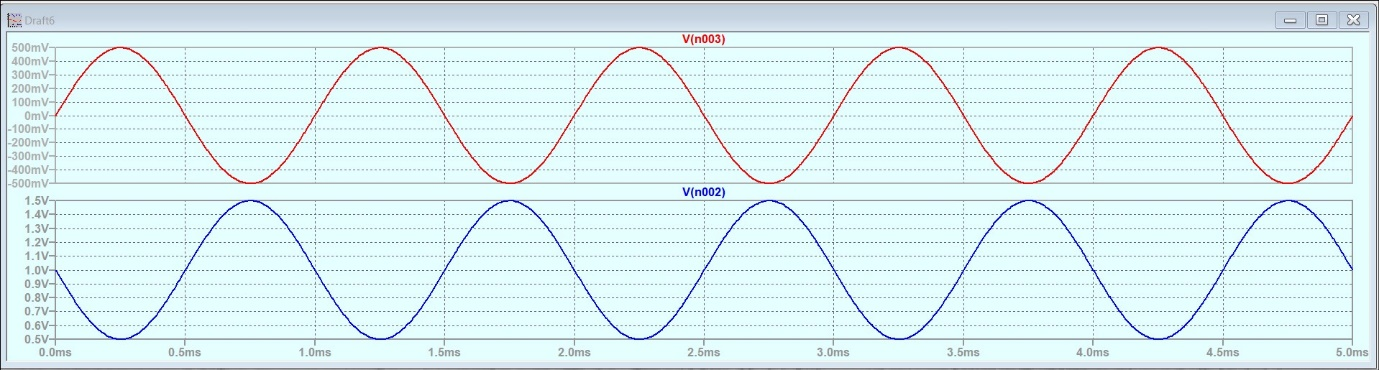 Draft6
V(n003)
500mV
400mV
300mV
200mV
100mV
0mV
-100mV
-200mV
-300mV
-400mV
-500mV
V(n002)
1.5V
1.4V
1.3V
1.2V
1.1V
1.0V
0.9V
0.8V
0.7V
0.6V
0.5V
0.0ms 0.5ms 1.0ms 1.5ms 2.0ms 2.5ms 3.0ms 3.5ms 4.0ms 4.5ms 5.0ms